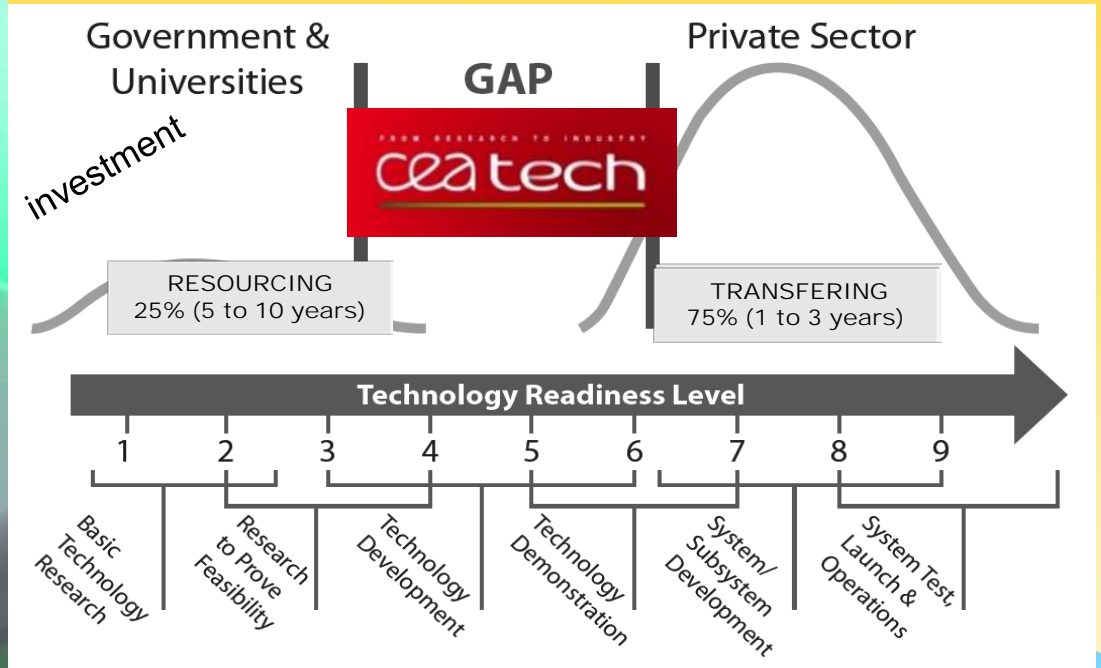 Government &
Universities
GAP
Private Sector
investment
FROM RESEARCH TO INDUSTRY
cea tech
RESOURCING
25% (5 to 10 years)
TRANSFERING
75% (1 to 3 years)
Technology Readiness Level
1 2 3 4 5 6 7 8 9
Basic
Technology
Research
Research
to Prove
Feasibility
Technology
Development
Technology
Demonstration
System/
Subsystem
Development
System Test,
Launch &
Operations